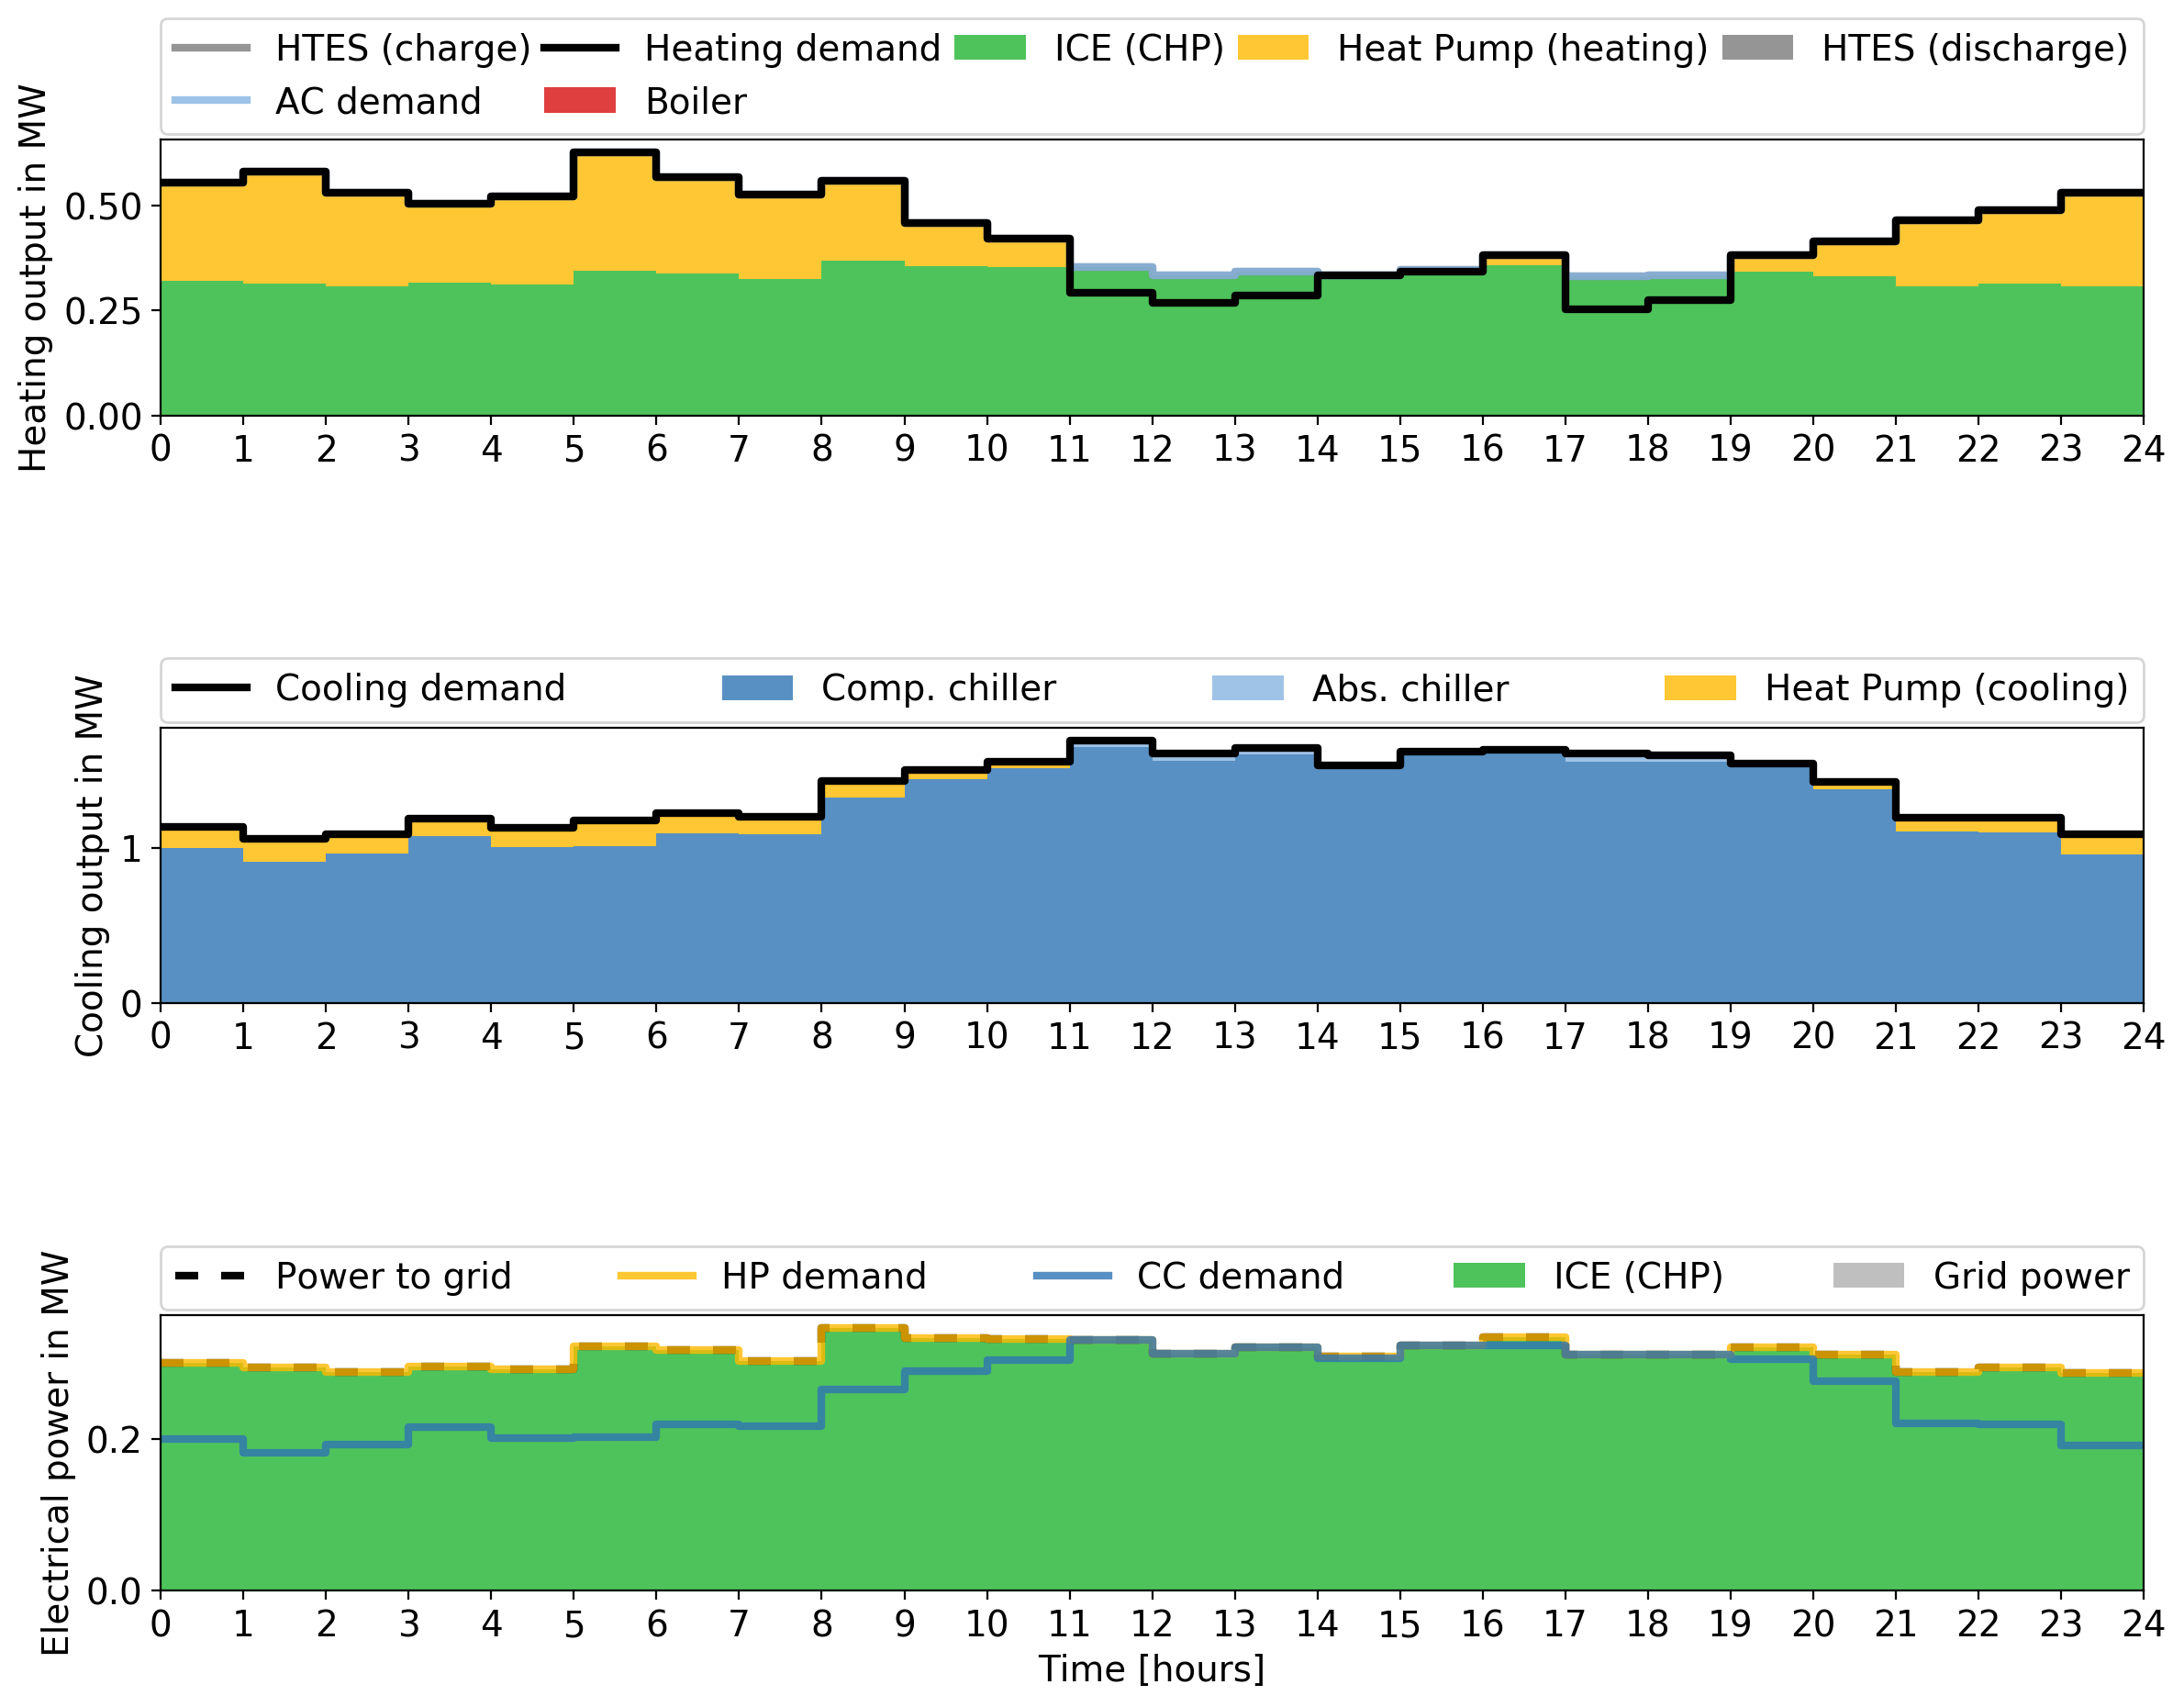 HTES (charge) Heating demand ICE (CHP) Heat Pump (heating) HTES (discharge)
AC demand Boiler
Heating output in MW
0.50
0.25
0.00
0 1 2 3 4 5 6 7 8 9 10 11 12 13 14 15 16 17 18 19 20 21 22 23 24
Cooling demand Comp. chiller Abs. chiller Heat Pump (cooling)
Cooling output in MW
1
0
0 1 2 3 4 5 6 7 8 9 10 11 12 13 14 15 16 17 18 19 20 21 22 23 24
Power to grid HP demand CC demand ICE (CHP) Grid power
Electrical power in MW
0.2
0.0
0 1 2 3 4 5 6 7 8 9 10 11 12 13 14 15 16 17 18 19 20 21 22 23 24
Time [hours]